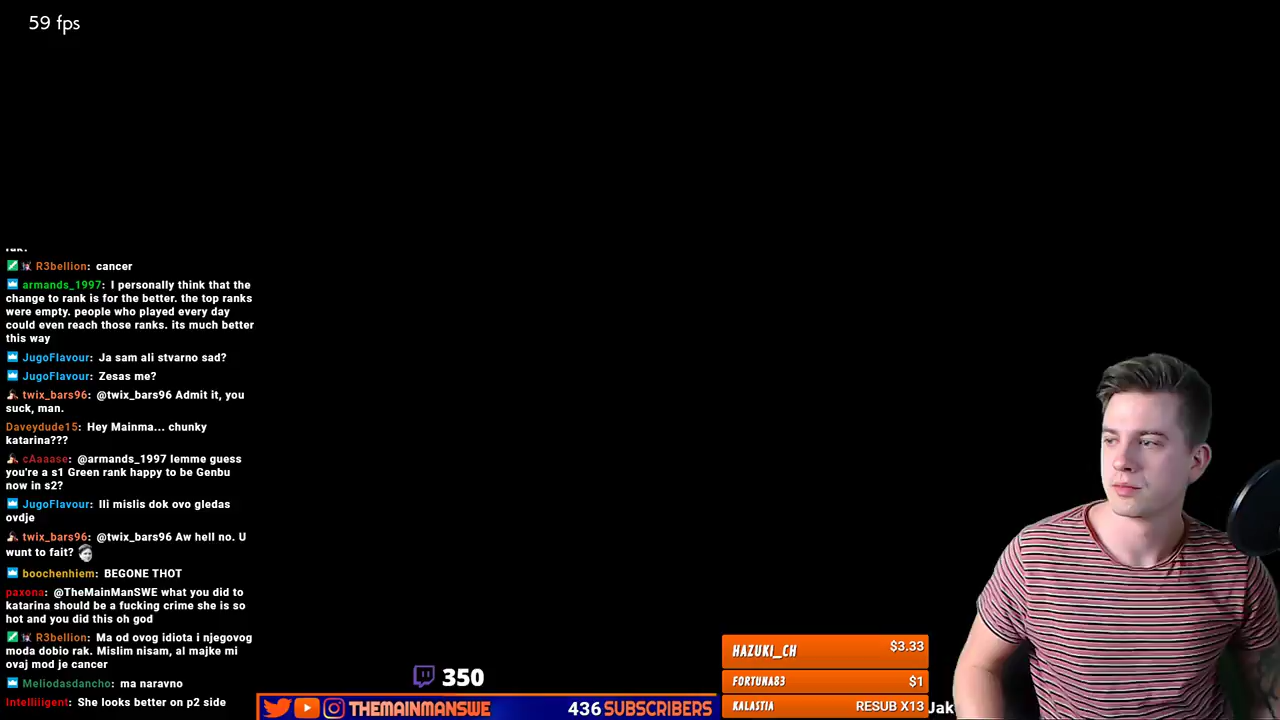 59 fps
R3bellion: cancer
armands_1997: I personally think that the
change to rank is for the better. the top ranks
were empty. people who played every day
could even reach those ranks. its much better
this way
JugoFlavour: Ja sam ali stvarno sad?
JugoFlavour: Zesas me?
twix_bars96: @twix_bars96 Admit it, you
suck, man.
Daveydude15: Hey Mainma... chunky
katarina???
cAaaase: @armands_1997 lemme guess
you're a s1 Green rank happy to be Genbu
now in s2?
JugoFlavour: Ili mislis dok ovo gledas
ovdje
twix_bars96: @twix_bars96 Aw hell no. U
wunt to fait?
boochenhiem: BEGONE THOT
paxona: @TheMainManSWE what you did to
katarina should be a fucking crime she is so
hot and you did this oh god
R3bellion: Ma od ovog idiota i njegovog
moda dobio rak. Mislim nisam, al majke mi
ovaj mod je cancer
Meliodasdancho: ma naravno
Intelliiigent: She looks better on p2 side
350
THEMAINMANSWE
436 SUBSCRIBERS
HAZUKI_CH $3.33
FORTUNA83 $1
KALASTIA RESUB X13
Jak